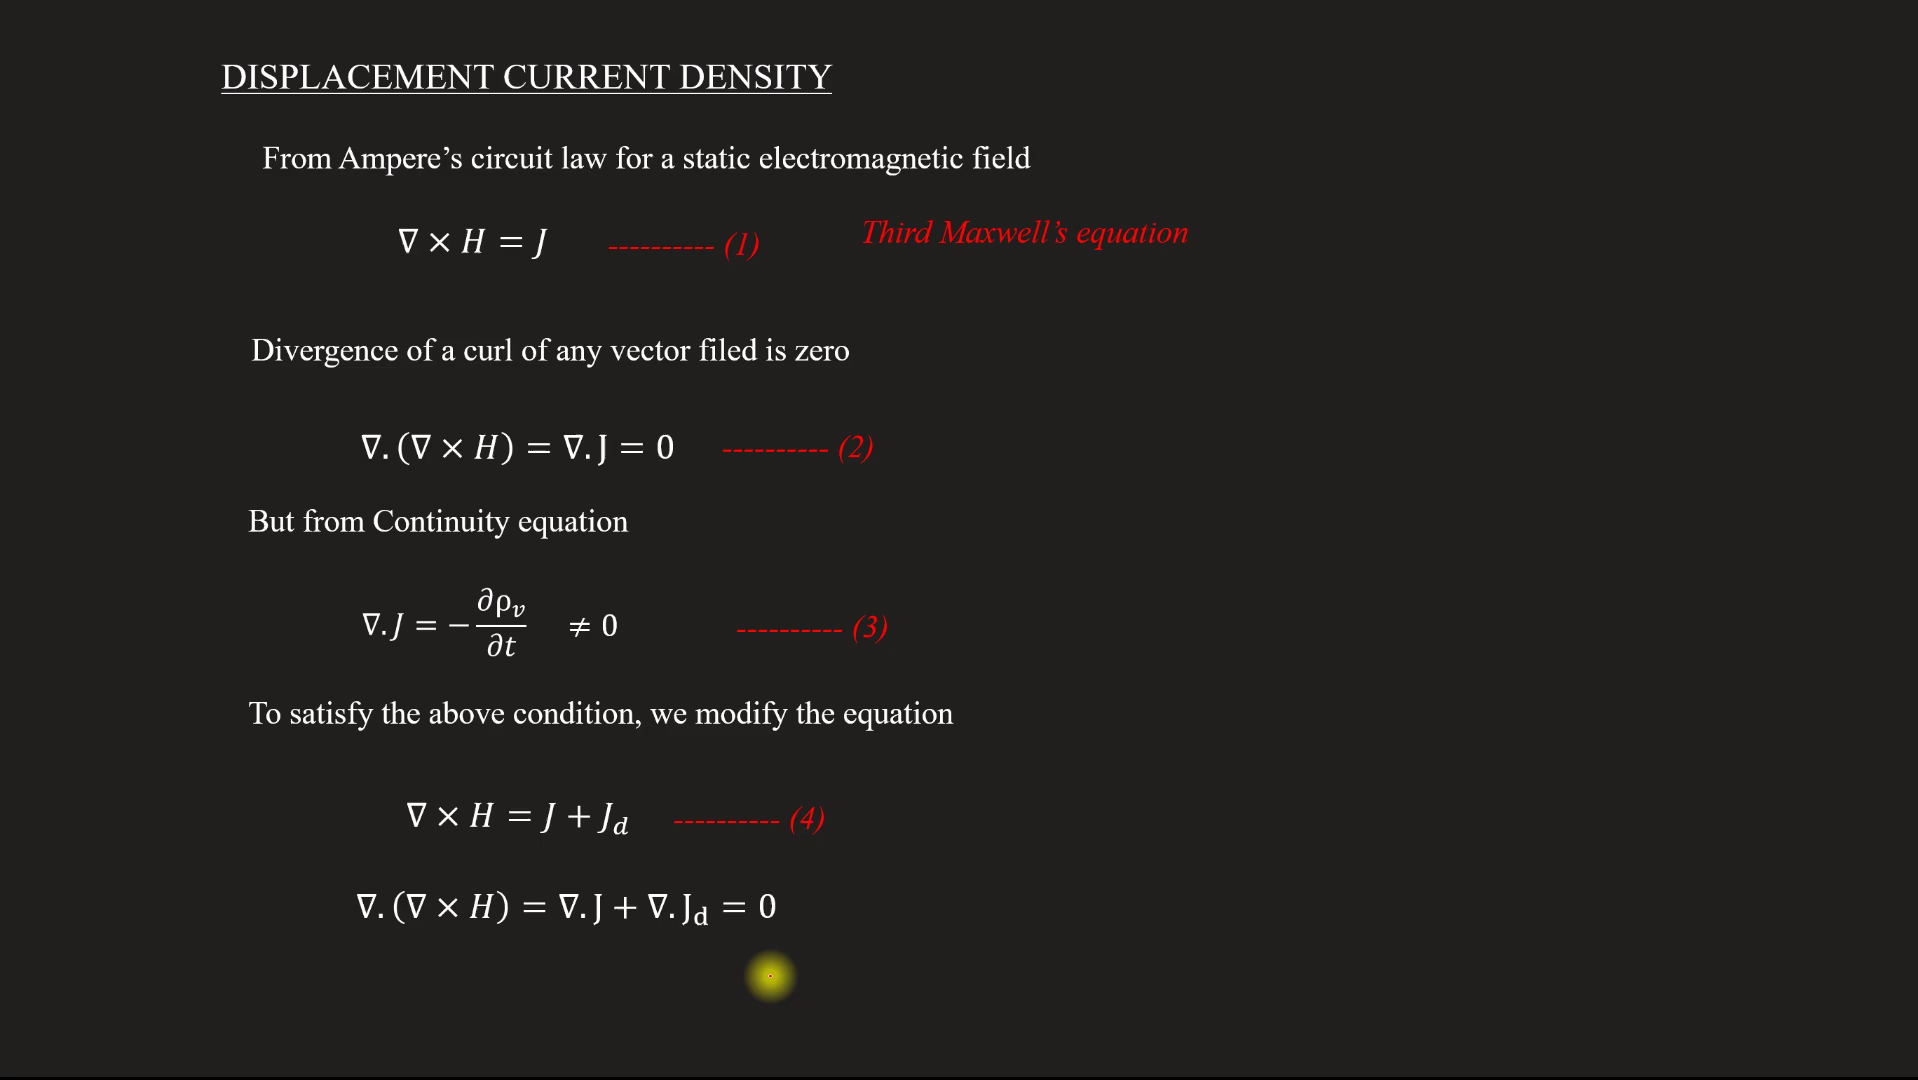 DISPLACEMENT CURRENT DENSITY
From Ampere’s circuit law for a static electromagnetic field
∇ × H = J ---------- (1) Third Maxwell’s equation
Divergence of a curl of any vector filed is zero
∇. (∇ × H) = ∇. J = 0 ---------- (2)
But from Continuity equation
∇. J = − ∂ρᵥ/∂t ≠ 0 ---------- (3)
To satisfy the above condition, we modify the equation
∇ × H = J + J_d ---------- (4)
∇. (∇ × H) = ∇. J + ∇. J_d = 0